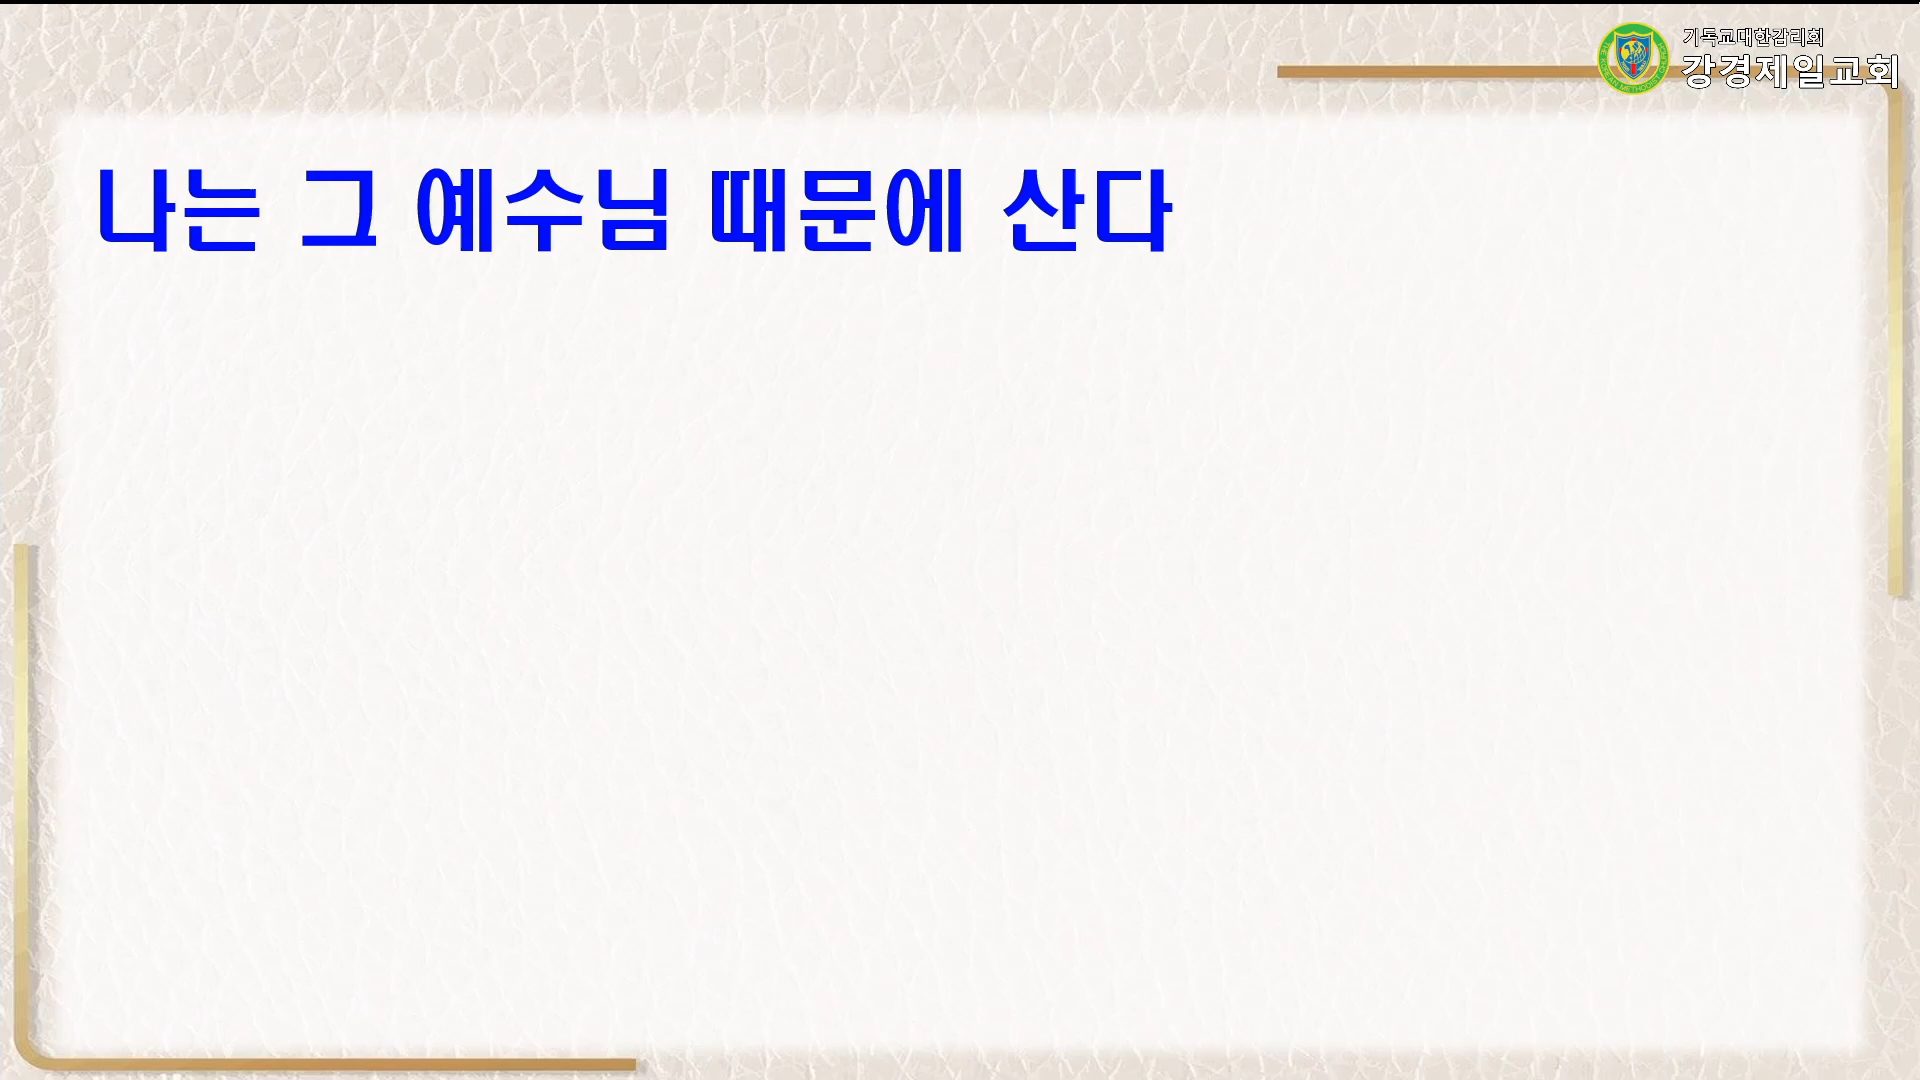 기독교대한감리회
강경제일교회
나는 그 예수님 때문에 산다